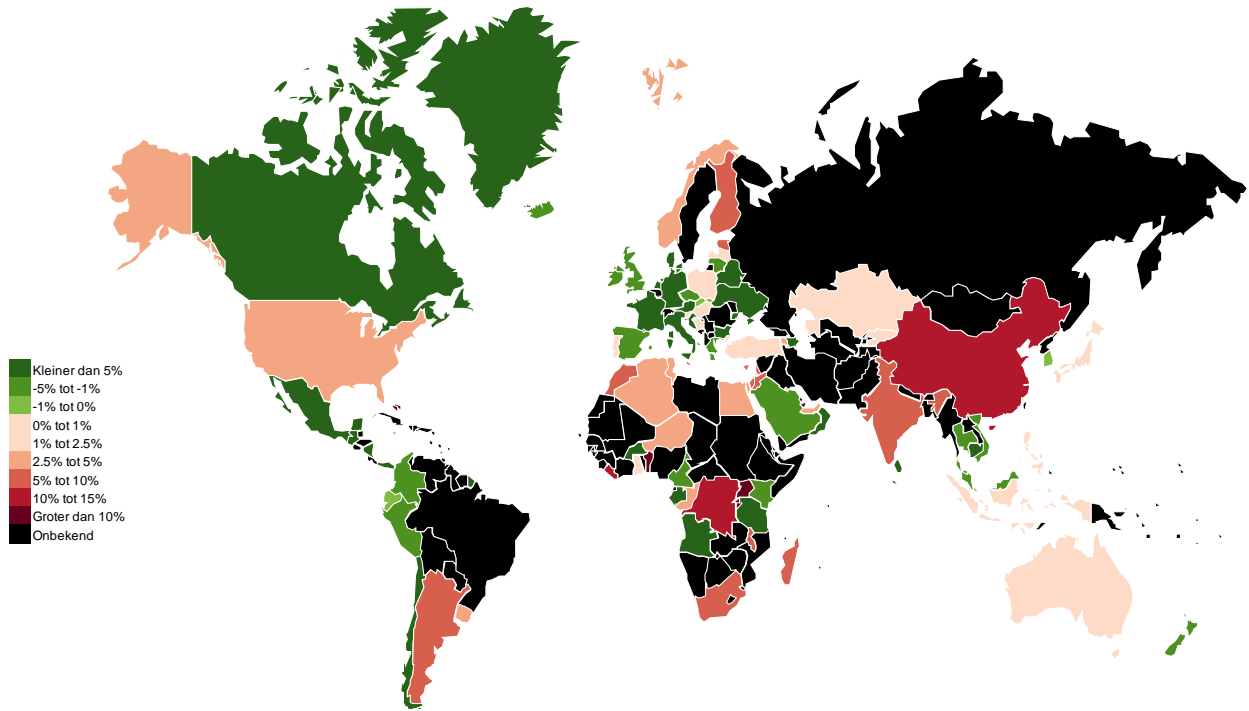 Kleiner dan 5%
-5% tot -1%
-1% tot 0%
0% tot 1%
1% tot 2.5%
2.5% tot 5%
5% tot 10%
10% tot 15%
Groter dan 10%
Onbekend